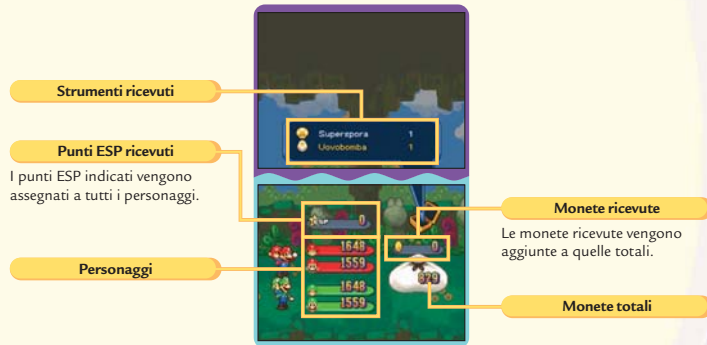 Strumenti ricevuti
Superspora 1
Uovobomba 1
Punti ESP ricevuti
I punti ESP indicati vengono
assegnati a tutti i personaggi.
0
Monete ricevute
0
Le monete ricevute vengono
aggiunte a quelle totali.
Personaggi
1648
1559
1648
1559
879
Monete totali